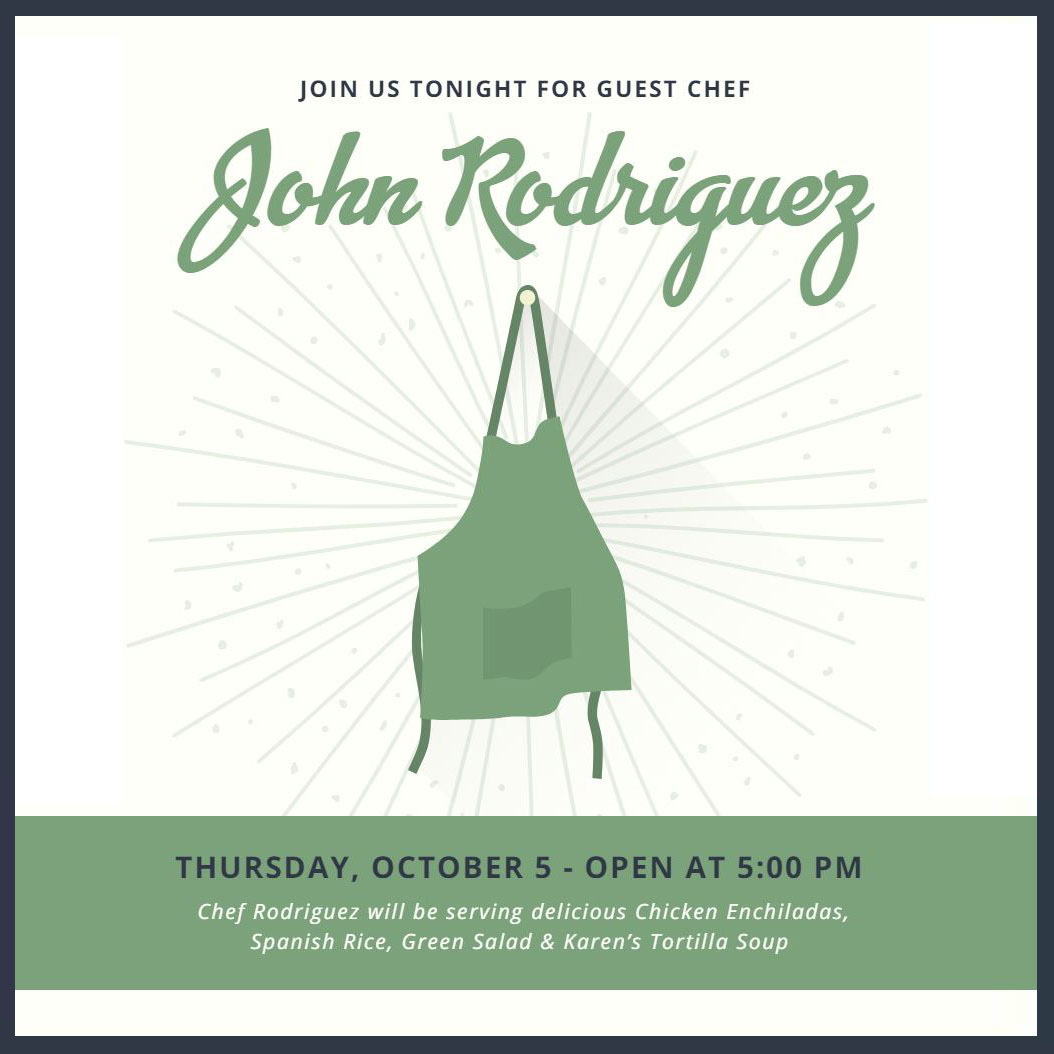 JOIN US TONIGHT FOR GUEST CHEF
John Rodriguez
THURSDAY, OCTOBER 5 - OPEN AT 5:00 PM
Chef Rodriguez will be serving delicious Chicken Enchiladas,
Spanish Rice, Green Salad & Karen’s Tortilla Soup